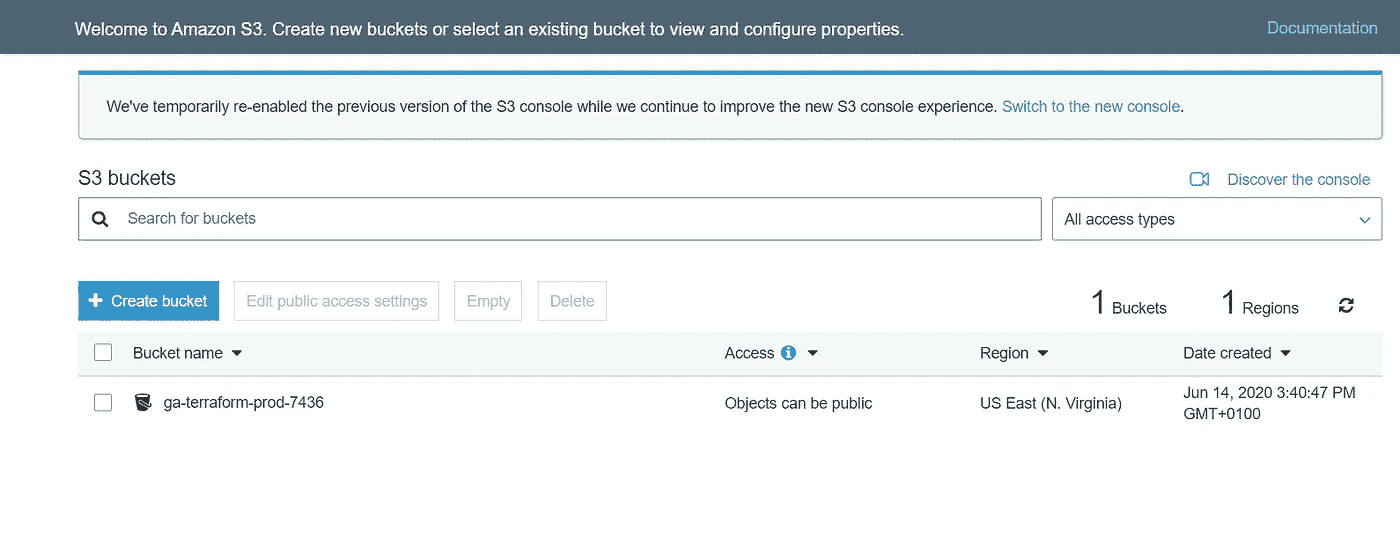 Welcome to Amazon S3. Create new buckets or select an existing bucket to view and configure properties.
Documentation
We've temporarily re-enabled the previous version of the S3 console while we continue to improve the new S3 console experience. Switch to the new console.
S3 buckets
Discover the console
Search for buckets
All access types
Create bucket
Edit public access settings
Empty
Delete
1 Buckets
1 Regions
Bucket name
Access
Region
Date created
ga-terraform-prod-7436
Objects can be public
US East (N. Virginia)
Jun 14, 2020 3:40:47 PM
GMT+0100